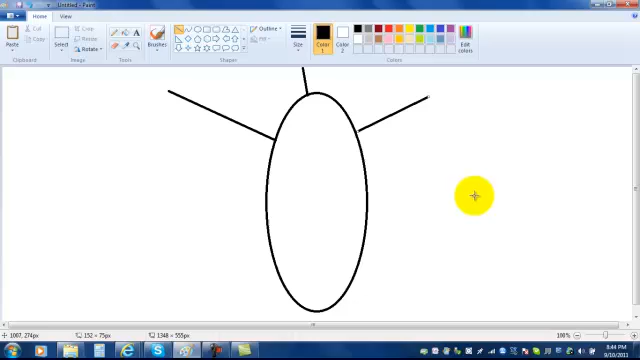 Untitled - Paint
Home
View
Paste
Clipboard
Cut
Copy
Select
Image
Crop
Resize
Rotate
Tools
Brushes
Shapes
Outline
Fill
Size
Color 1
Color 2
Colors
Edit colors
1007, 274px
152 × 75px
1348 × 555px
100%
8:44 PM
9/10/2011